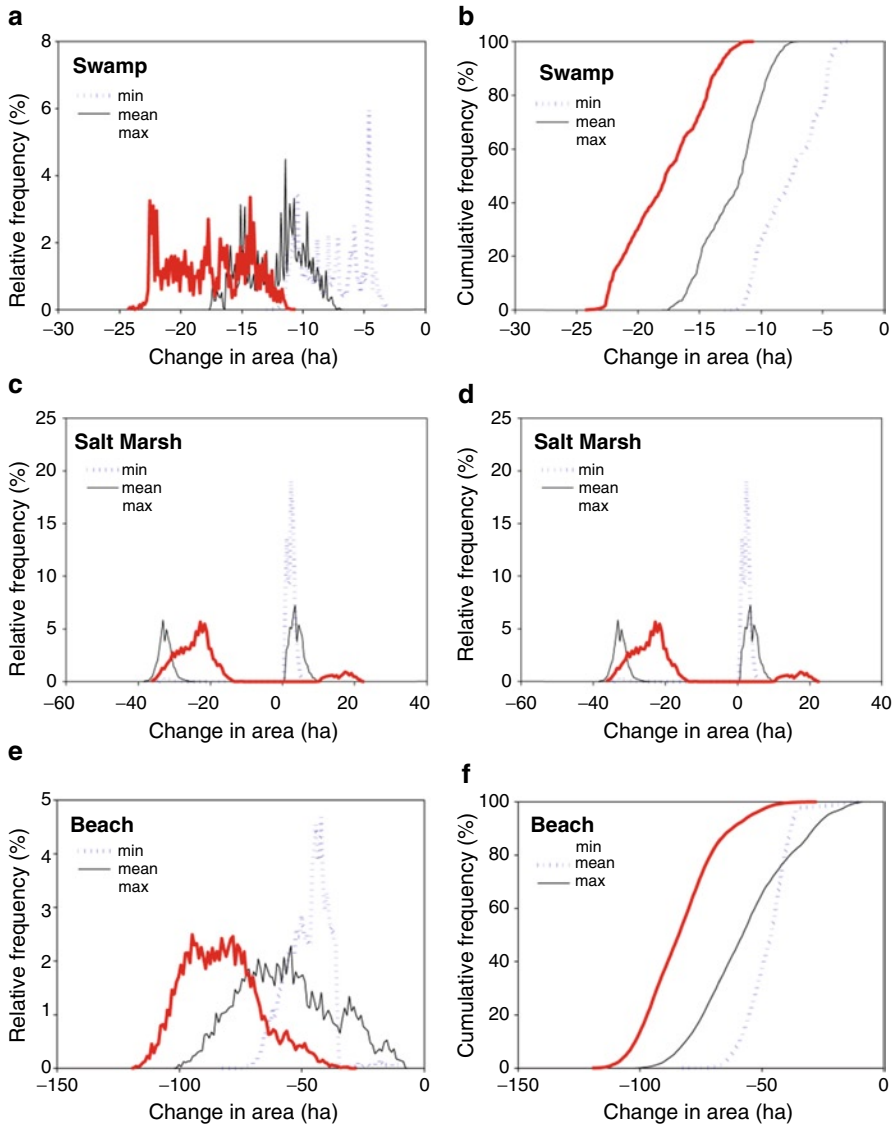 a
8
6
4
2
0
Relative frequency (%)
Swamp
min
mean
max
−30 −25 −20 −15 −10 −5 0
Change in area (ha)
b
100
80
60
40
20
0
Cumulative frequency (%)
Swamp
min
mean
max
−30 −25 −20 −15 −10 −5 0
Change in area (ha)
c
25
20
15
10
5
0
Relative frequency (%)
Salt Marsh
min
mean
max
−60 −40 −20 0 20 40
Change in area (ha)
d
25
20
15
10
5
0
Relative frequency (%)
Salt Marsh
min
mean
max
−60 −40 −20 0 20 40
Change in area (ha)
e
5
4
3
2
1
0
Relative frequency (%)
Beach
min
mean
max
−150 −100 −50 0
Change in area (ha)
f
100
80
60
40
20
0
Cumulative frequency (%)
Beach
min
mean
max
−150 −100 −50 0
Change in area (ha)